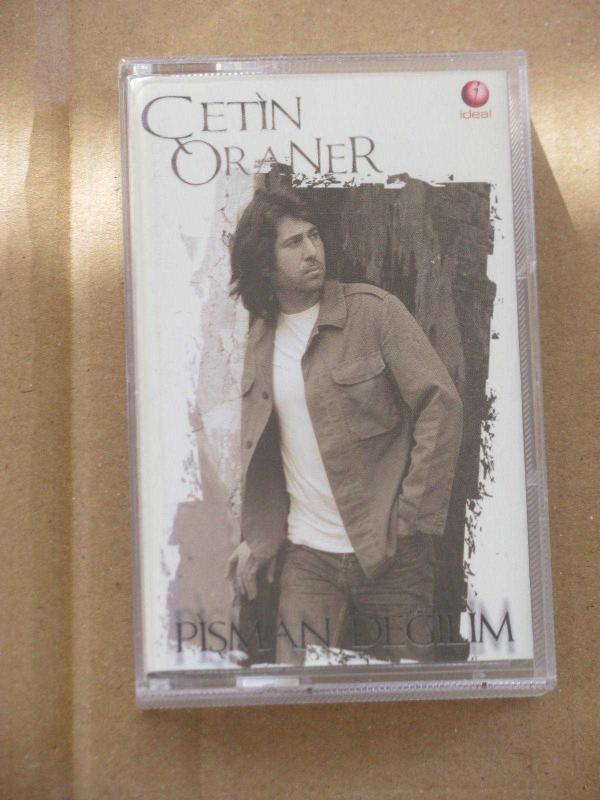 ÇETİN
ORANER
ideal
PİŞMAN DEĞİLİM